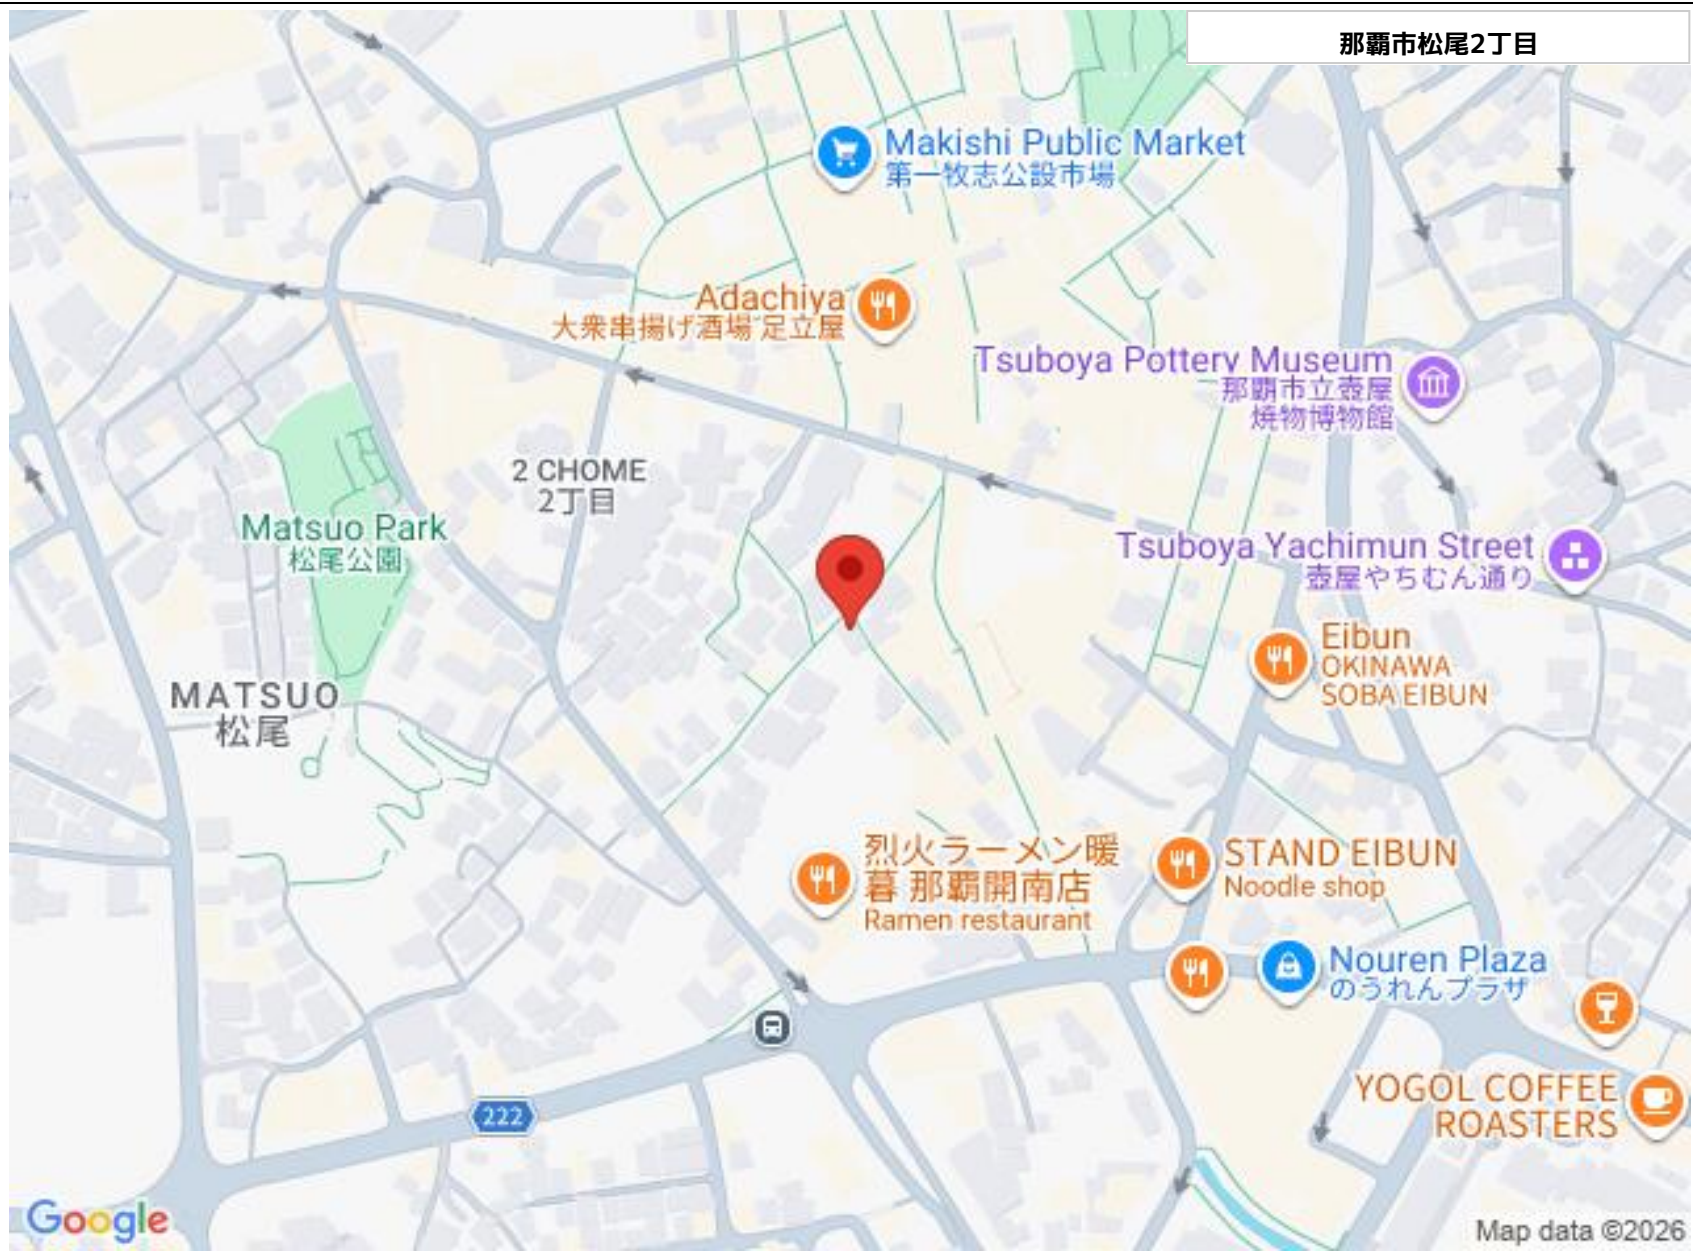 那覇市松尾2丁目
Makishi Public Market
第一牧志公設市場
Adachiya
大衆串揚げ酒場 足立屋
Tsuboya Pottery Museum
那覇市立壺屋
焼物博物館
2 CHOME
2丁目
Matsuo Park
松尾公園
Tsuboya Yachimun Street
壺屋やちむん通り
Eibun
OKINAWA
SOBA EIBUN
MATSUO
松尾
烈火ラーメン暖
暮 那覇開南店
Ramen restaurant
STAND EIBUN
Noodle shop
Nouren Plaza
のうれんプラザ
YOGOL COFFEE
ROASTERS
222
Google
Map data ©2026